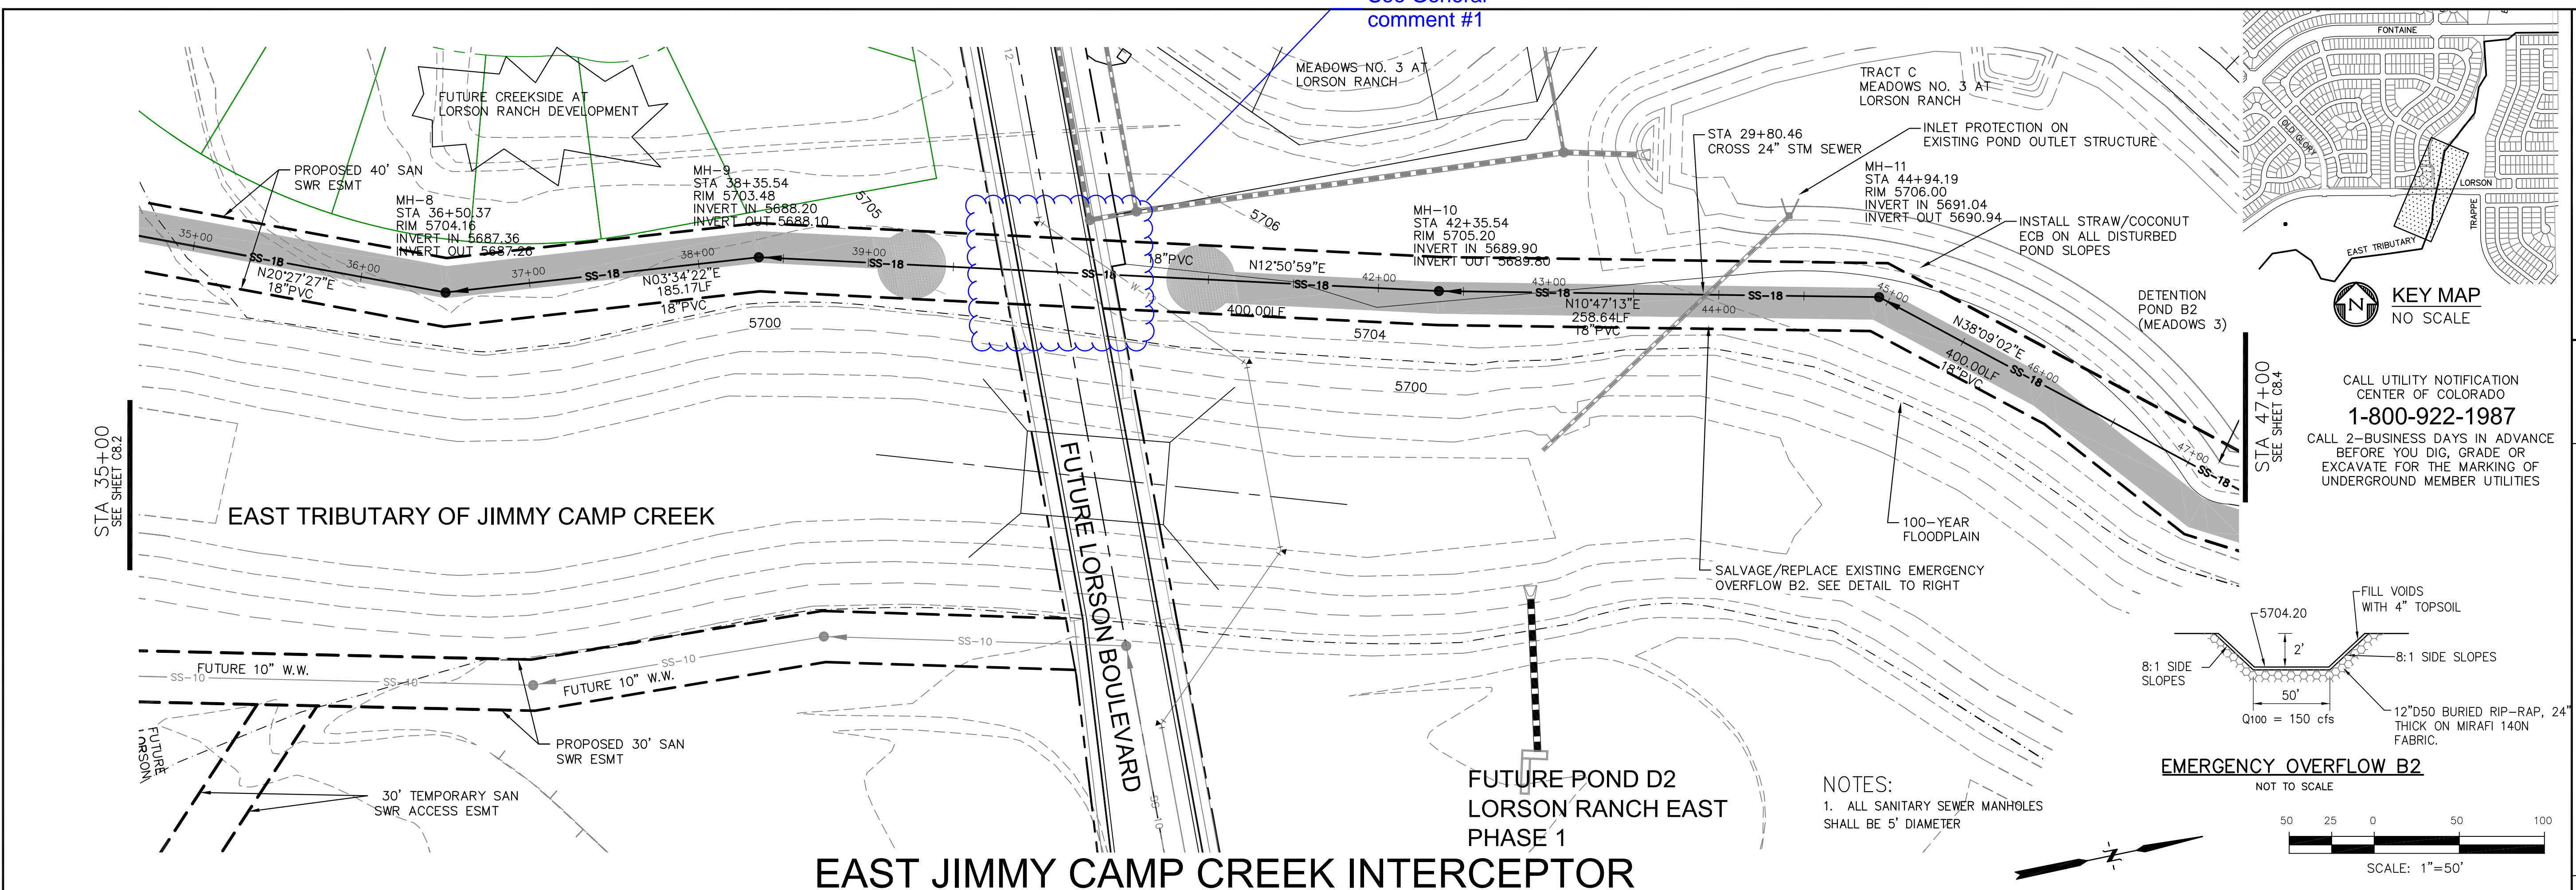 See General
comment #1
FUTURE CREEKSIDE AT
LORSON RANCH DEVELOPMENT
PROPOSED 40' SAN
SWR ESMT
MH-8
STA 36+50.37
RIM 5704.16
INVERT IN 5687.36
INVERT OUT 5687.26
MH-9
STA 38+35.54
RIM 5703.48
INVERT IN 5688.20
INVERT OUT 5688.10
5705
12
MEADOWS NO. 3 AT
LORSON RANCH
5706
MH-10
STA 42+35.54
RIM 5705.20
INVERT IN 5689.90
INVERT OUT 5689.80
STA 29+80.46
CROSS 24" STM SEWER
TRACT C
MEADOWS NO. 3 AT
LORSON RANCH
INLET PROTECTION ON
EXISTING POND OUTLET STRUCTURE
MH-11
STA 44+94.19
RIM 5706.00
INVERT IN 5691.04
INVERT OUT 5690.94
INSTALL STRAW/COCONUT
ECB ON ALL DISTURBED
POND SLOPES
DETENTION
POND B2
(MEADOWS 3)
35+00
SS-18
36+00
N20°27'27"E
18"PVC
37+00
SS-18
38+00
N03°34'22"E
185.17LF
18"PVC
39+00
SS-18
SS-18
18"PVC
N12°50'59"E
SS-18
42+00
400.00LF
43+00
SS-18
N10°47'13"E
258.64LF
18"PVC
SS-18
44+00
45+00
N38°09'02"E
400.00LF
18"PVC
46+00
SS-18
47+00
SS-18
5700
5704
5700
STA 35+00
SEE SHEET C8.2
STA 47+00
SEE SHEET C8.4
EAST TRIBUTARY OF JIMMY CAMP CREEK
FUTURE LORSON BOULEVARD
100-YEAR
FLOODPLAIN
SALVAGE/REPLACE EXISTING EMERGENCY
OVERFLOW B2. SEE DETAIL TO RIGHT
FUTURE 10" W.W.
SS-10
SS-10
SS-10
SS-10
FUTURE 10" W.W.
SS-10
PROPOSED 30' SAN
SWR ESMT
30' TEMPORARY SAN
SWR ACCESS ESMT
FUTURE
LORSON
FUTURE POND D2
LORSON RANCH EAST
PHASE 1
NOTES:
1. ALL SANITARY SEWER MANHOLES
SHALL BE 5' DIAMETER
EAST JIMMY CAMP CREEK INTERCEPTOR
FONTAINE
OLD GLORY
LORSON
TRAPPE
EAST TRIBUTARY
N
KEY MAP
NO SCALE
CALL UTILITY NOTIFICATION
CENTER OF COLORADO
1-800-922-1987
CALL 2-BUSINESS DAYS IN ADVANCE
BEFORE YOU DIG, GRADE OR
EXCAVATE FOR THE MARKING OF
UNDERGROUND MEMBER UTILITIES
FILL VOIDS
WITH 4" TOPSOIL
5704.20
2'
8:1 SIDE
SLOPES
8:1 SIDE SLOPES
50'
Q100 = 150 cfs
12"D50 BURIED RIP-RAP, 24"
THICK ON MIRAFI 140N
FABRIC.
EMERGENCY OVERFLOW B2
NOT TO SCALE
N
50 25 0 50 100
SCALE: 1"=50'